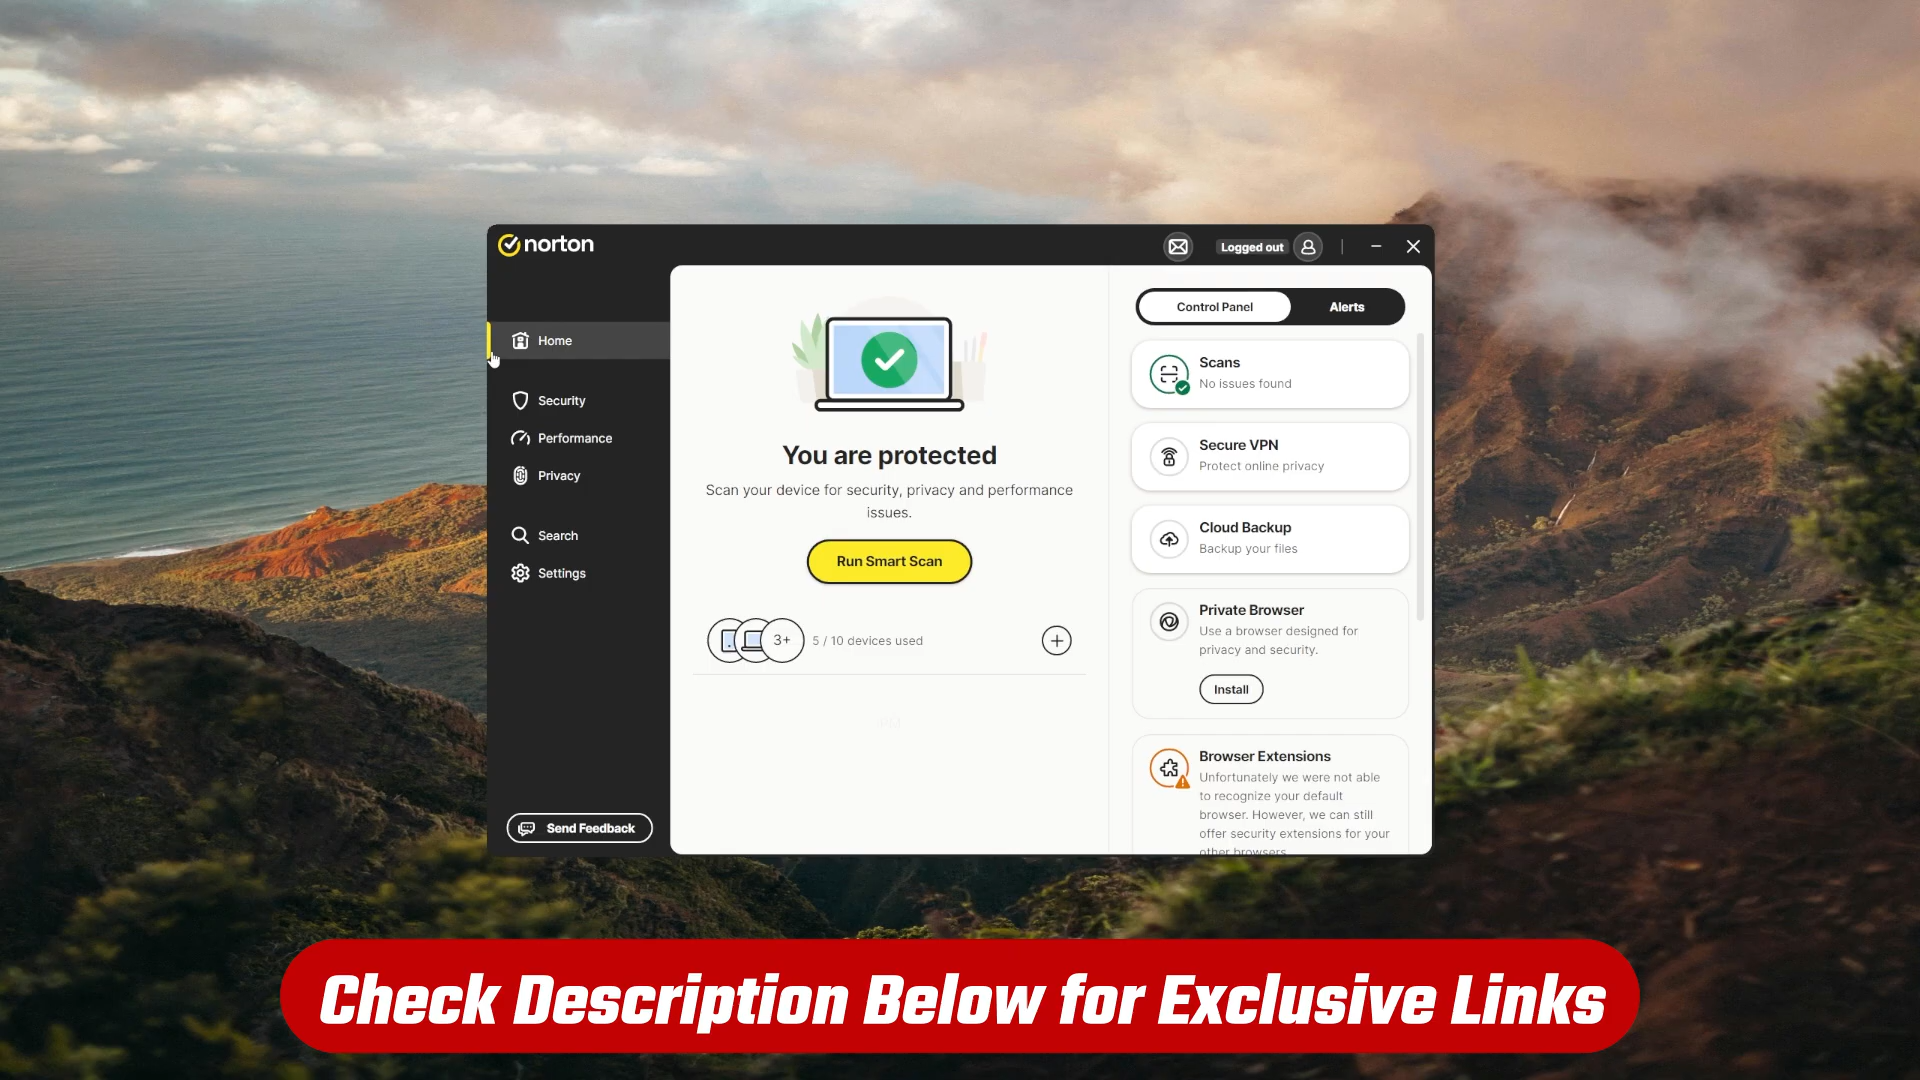 norton
Logged out
Home
Security
Performance
Privacy
Search
Settings
Send Feedback
You are protected
Scan your device for security, privacy and performance
issues.
Run Smart Scan
3+
5 / 10 devices used
Control Panel
Alerts
Scans
No issues found
Secure VPN
Protect online privacy
Cloud Backup
Backup your files
Private Browser
Use a browser designed for
privacy and security.
Install
Browser Extensions
Unfortunately we were not able
to recognize your default
browser. However, we can still
offer security extensions for your
other browsers
Check Description Below for Exclusive Links